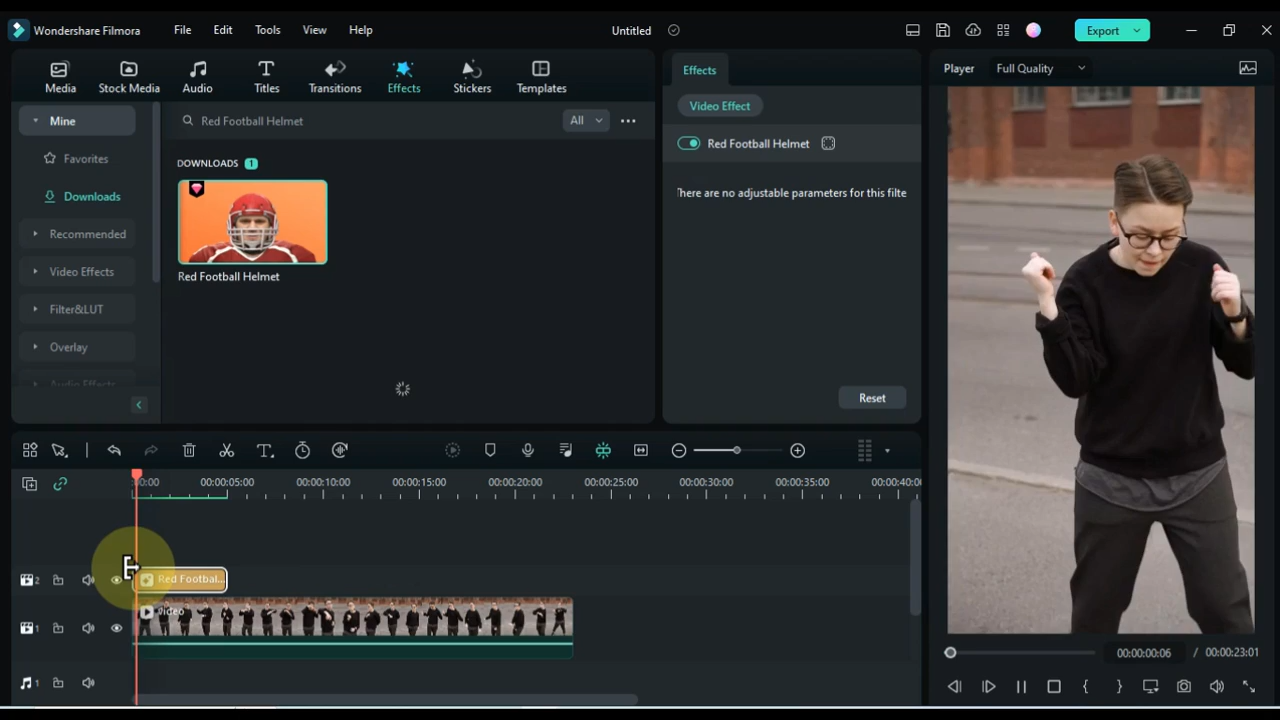 Wondershare Filmora
File
Edit
Tools
View
Help
Untitled
Export
Media
Stock Media
Audio
Titles
Transitions
Effects
Stickers
Templates
Effects
Player
Full Quality
Mine
Red Football Helmet
All
Video Effect
Favorites
DOWNLOADS 1
Red Football Helmet
Downloads
There are no adjustable parameters for this filte
Recommended
Video Effects
Red Football Helmet
Filter&LUT
Overlay
Audio Effects
Reset
:00:00
00:00:05:00
00:00:10:00
00:00:15:00
00:00:20:00
00:00:25:00
00:00:30:00
00:00:35:00
00:00:40:0
2
Red Footbal...
1
video
1
00:00:00:06 / 00:00:23:01